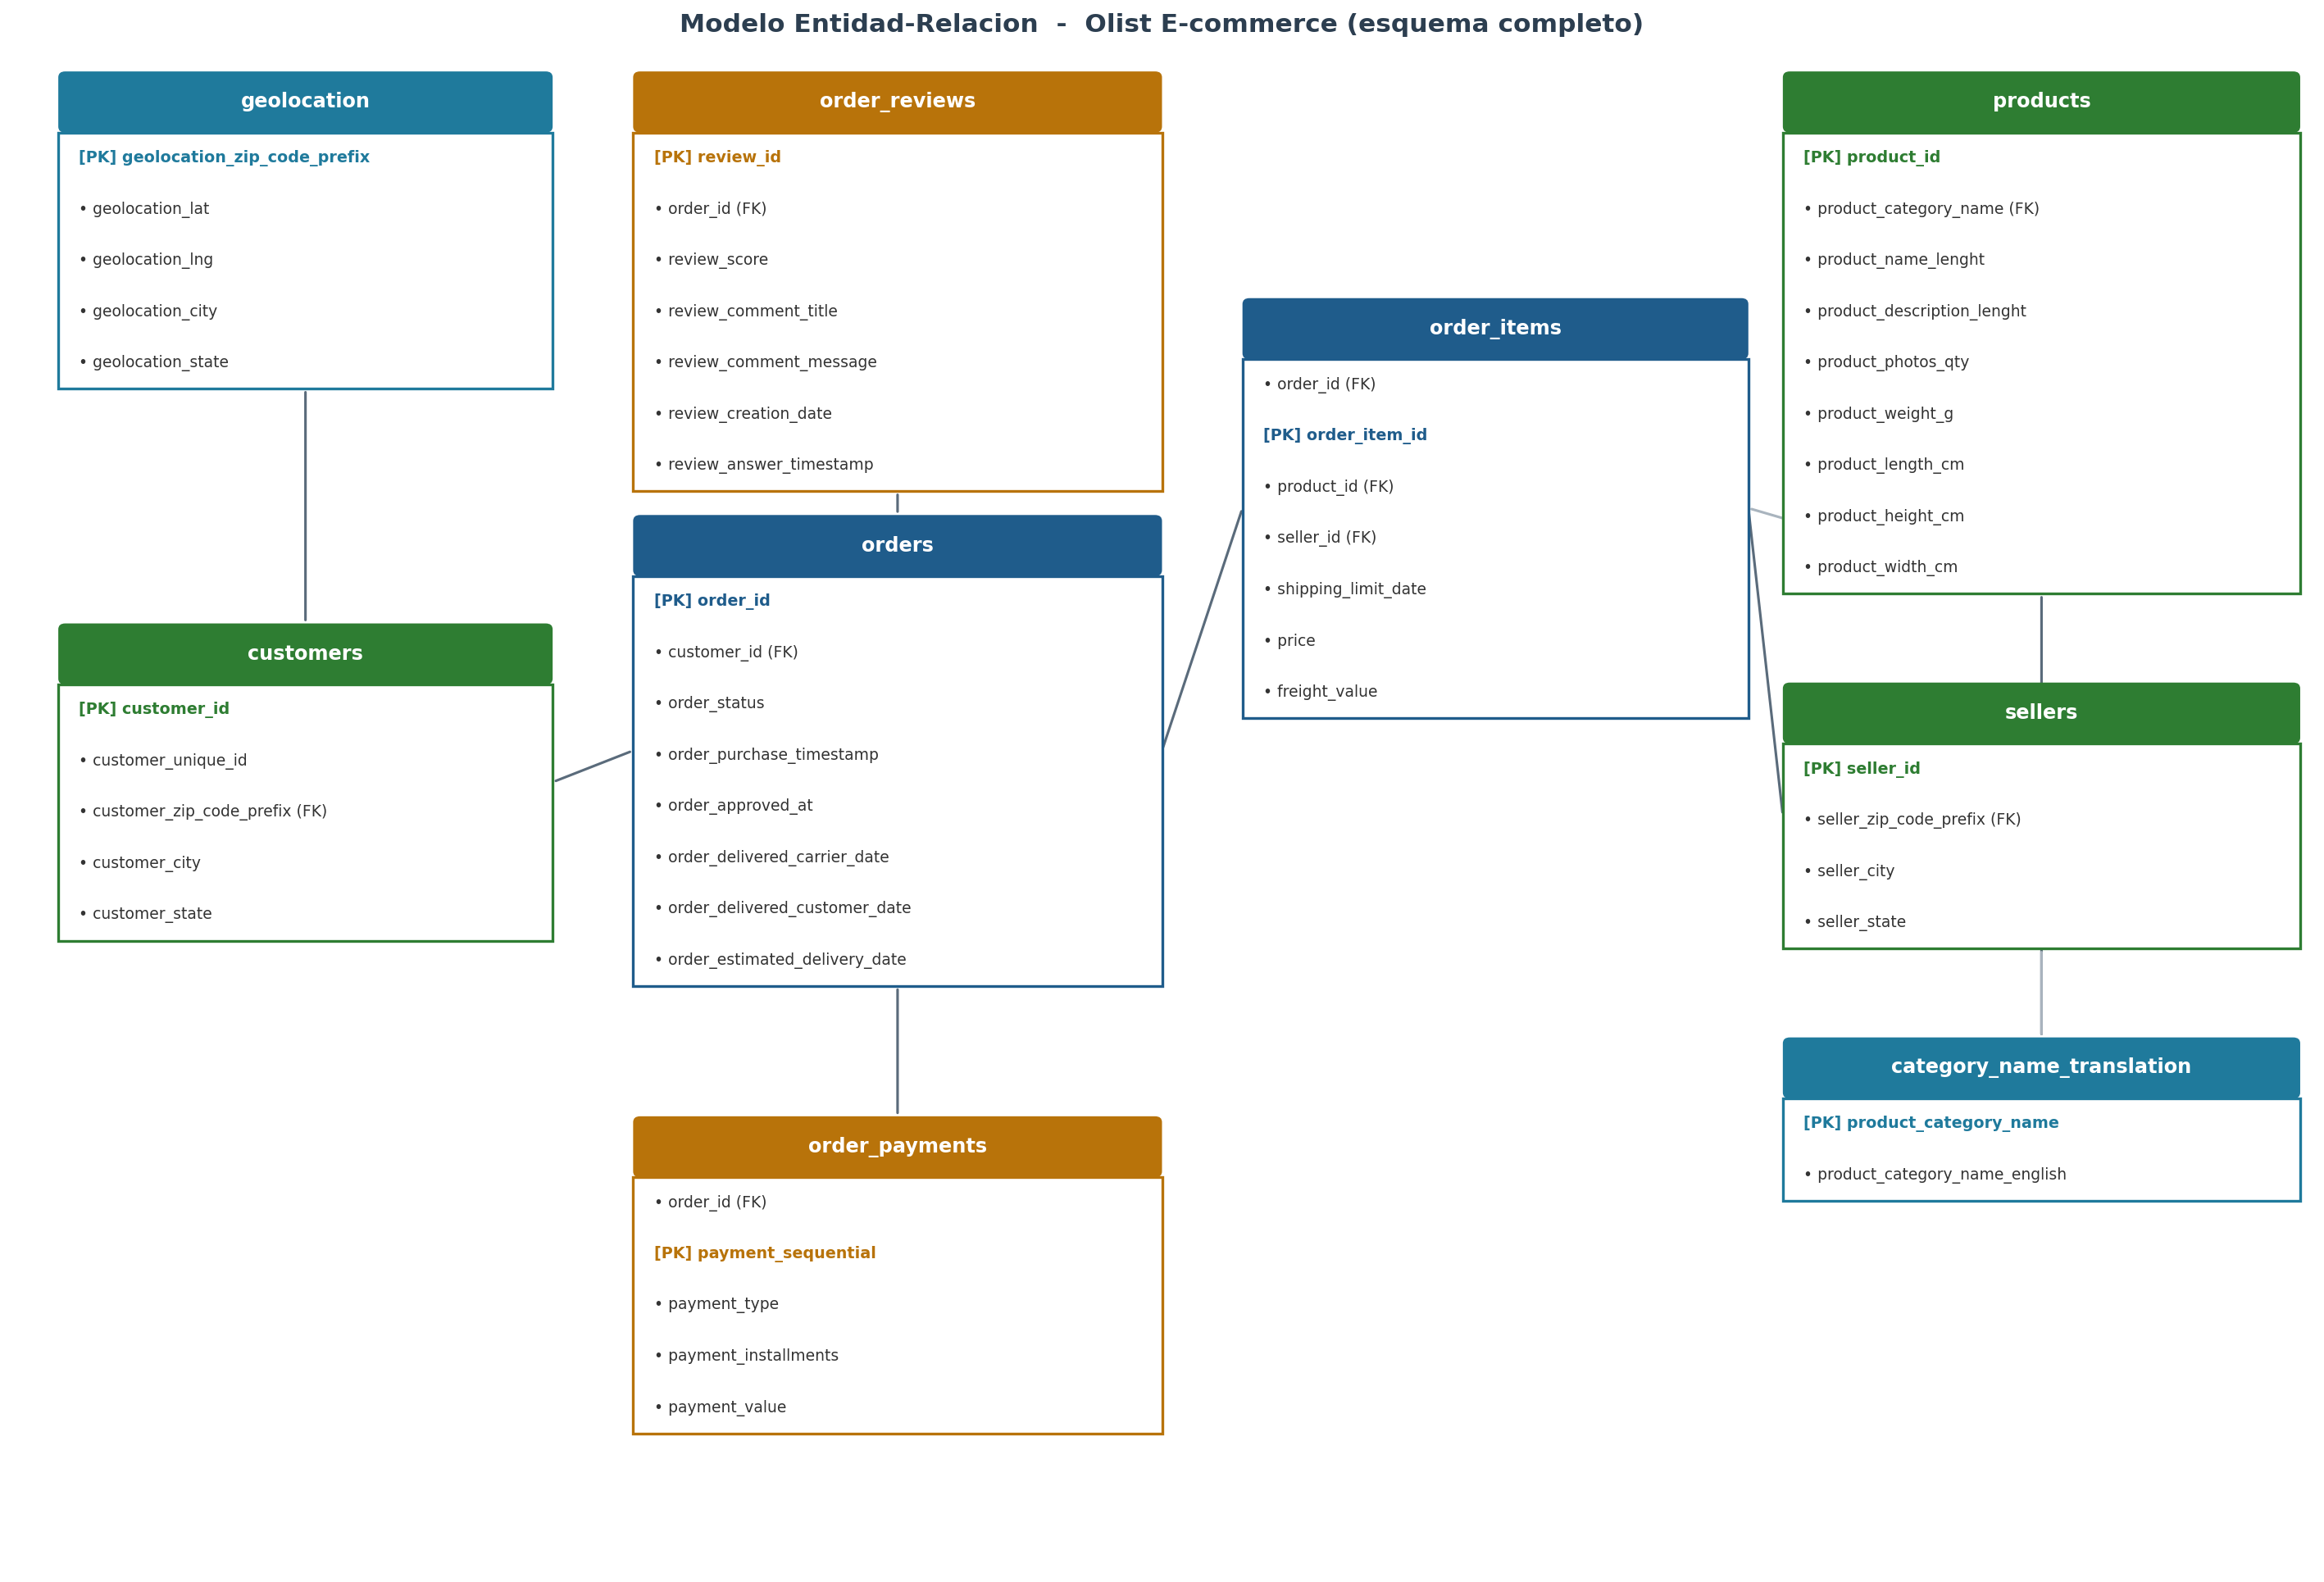 Modelo Entidad-Relacion - Olist E-commerce (esquema completo)
geolocation
[PK] geolocation_zip_code_prefix
• geolocation_lat
• geolocation_lng
• geolocation_city
• geolocation_state
customers
[PK] customer_id
• customer_unique_id
• customer_zip_code_prefix (FK)
• customer_city
• customer_state
order_reviews
[PK] review_id
• order_id (FK)
• review_score
• review_comment_title
• review_comment_message
• review_creation_date
• review_answer_timestamp
orders
[PK] order_id
• customer_id (FK)
• order_status
• order_purchase_timestamp
• order_approved_at
• order_delivered_carrier_date
• order_delivered_customer_date
• order_estimated_delivery_date
order_payments
• order_id (FK)
[PK] payment_sequential
• payment_type
• payment_installments
• payment_value
order_items
• order_id (FK)
[PK] order_item_id
• product_id (FK)
• seller_id (FK)
• shipping_limit_date
• price
• freight_value
products
[PK] product_id
• product_category_name (FK)
• product_name_lenght
• product_description_lenght
• product_photos_qty
• product_weight_g
• product_length_cm
• product_height_cm
• product_width_cm
sellers
[PK] seller_id
• seller_zip_code_prefix (FK)
• seller_city
• seller_state
category_name_translation
[PK] product_category_name
• product_category_name_english